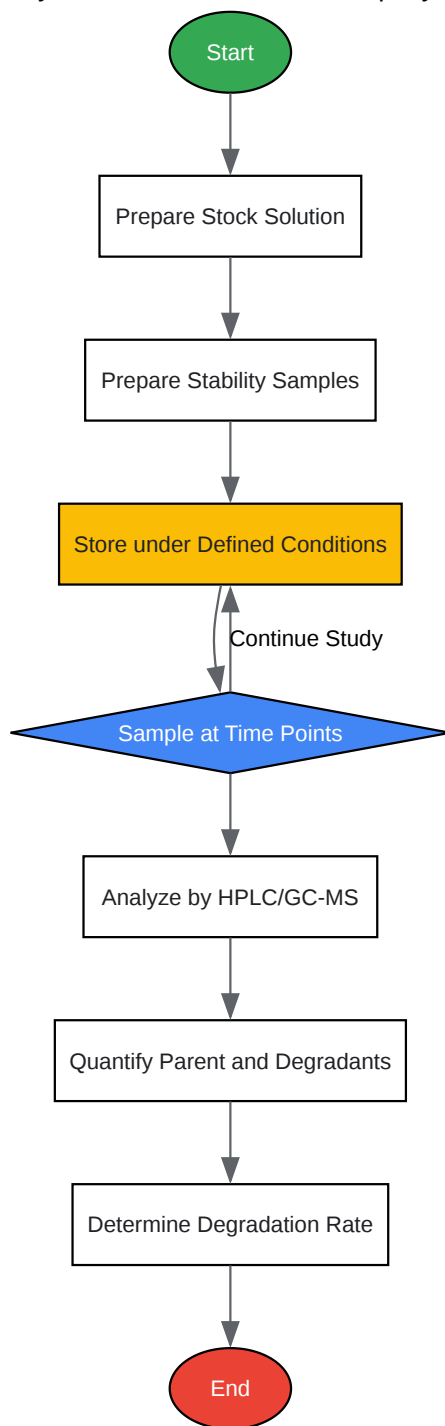 Start
Prepare Stock Solution
Prepare Stability Samples
Store under Defined Conditions
Continue Study
Sample at Time Points
Analyze by HPLC/GC-MS
Quantify Parent and Degradants
Determine Degradation Rate
End